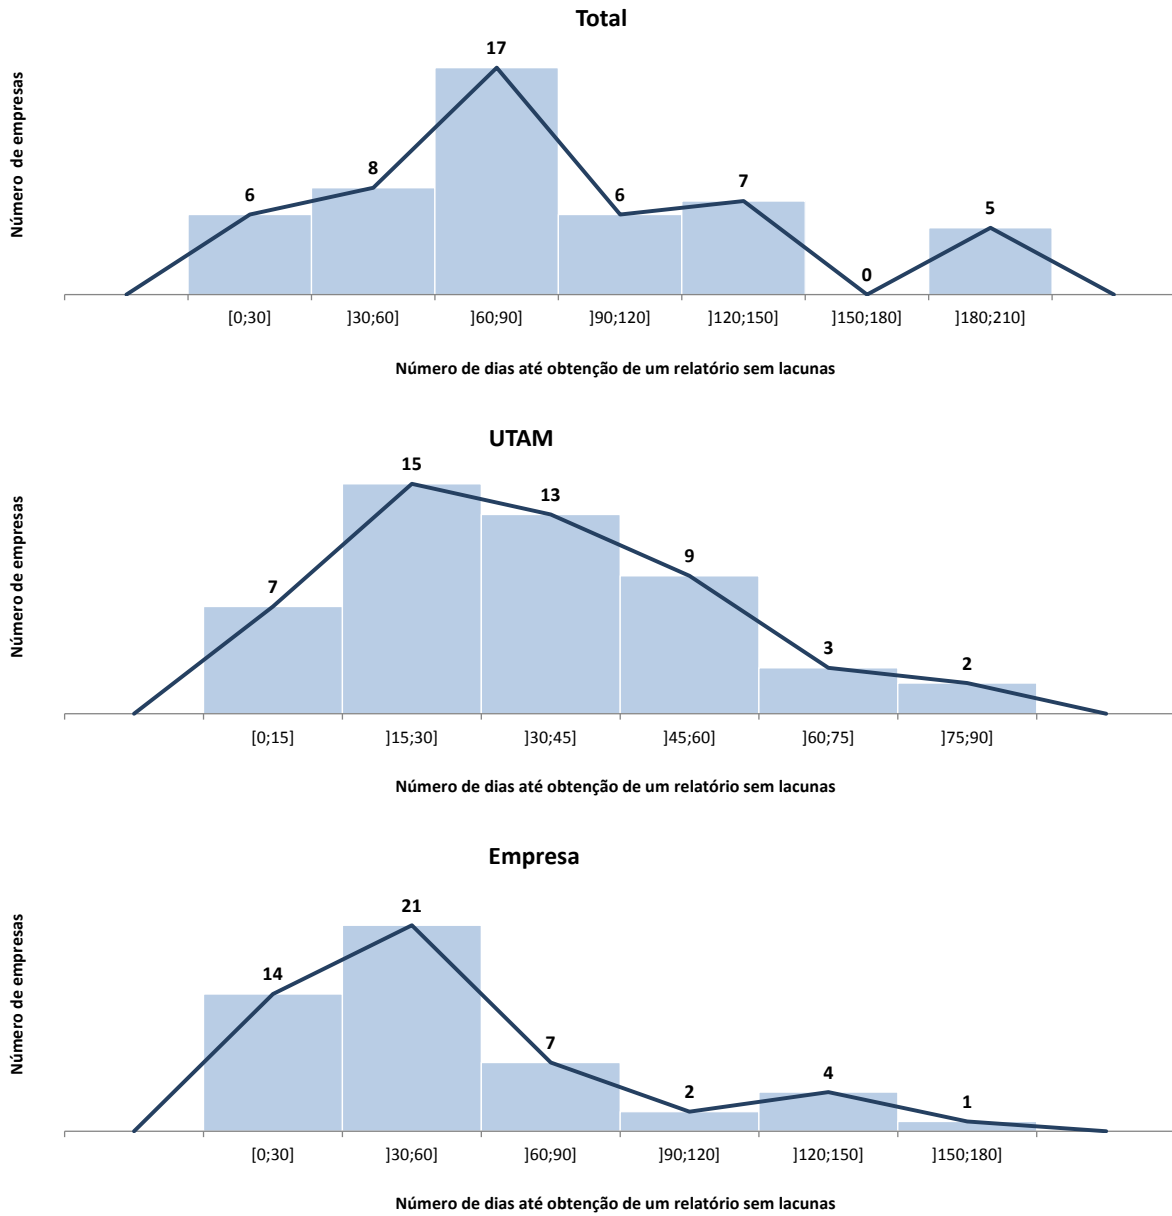 Total
Número de empresas
17
8
6
6
7
0
5
[0;30] ]30;60] ]60;90] ]90;120] ]120;150] ]150;180] ]180;210]
Número de dias até obtenção de um relatório sem lacunas
UTAM
Número de empresas
15
13
9
7
3
2
[0;15] ]15;30] ]30;45] ]45;60] ]60;75] ]75;90]
Número de dias até obtenção de um relatório sem lacunas
Empresa
Número de empresas
21
14
7
2
4
1
[0;30] ]30;60] ]60;90] ]90;120] ]120;150] ]150;180]
Número de dias até obtenção de um relatório sem lacunas